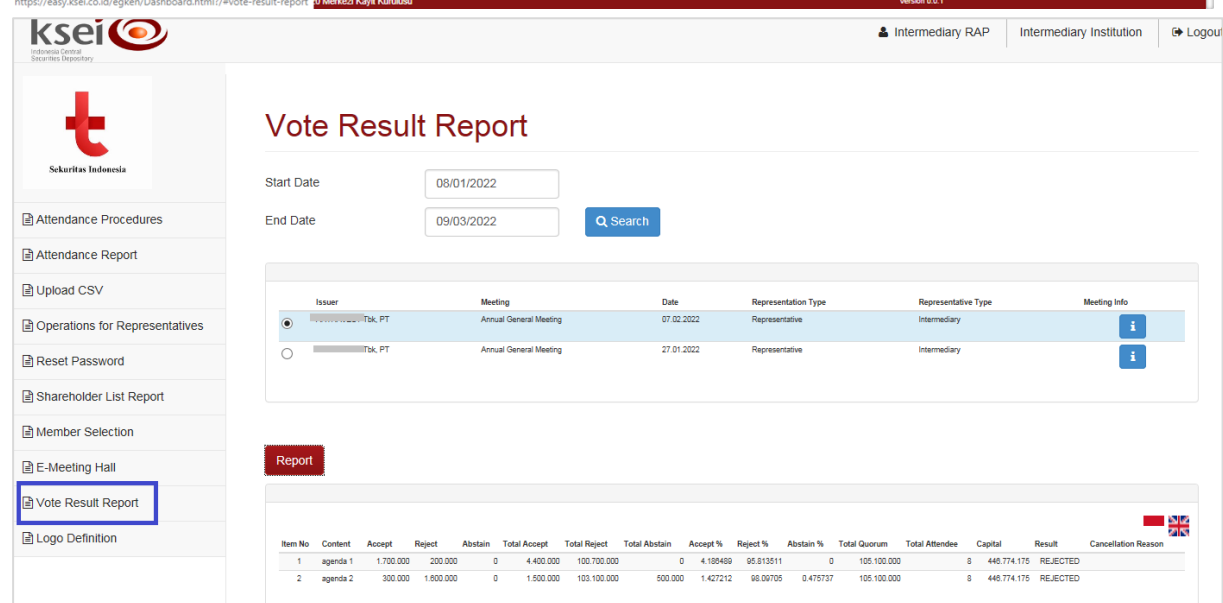 https://easy.ksei.co.id/egken/Dashboard.html?/#vote-result-report
20 Merkezi Kayıt Kuruluşu
Version 0.0.1
ksei
Indonesia Central
Securities Depository
Intermediary RAP
Intermediary Institution
Logout
t
Sekuritas Indonesia
Attendance Procedures
Attendance Report
Upload CSV
Operations for Representatives
Reset Password
Shareholder List Report
Member Selection
E-Meeting Hall
Vote Result Report
Logo Definition
Vote Result Report
Start Date 08/01/2022
End Date 09/03/2022 Search
Issuer Meeting Date Representation Type Representative Type Meeting Info
Tbk, PT Annual General Meeting 07.02.2022 Representative Intermediary i
Tbk, PT Annual General Meeting 27.01.2022 Representative Intermediary i
Report
Item No Content Accept Reject Abstain Total Accept Total Reject Total Abstain Accept % Reject % Abstain % Total Quorum Total Attendee Capital Result Cancellation Reason
1 agenda 1 1.700.000 200.000 0 4.400.000 100.700.000 0 4.186489 95.813511 0 105.100.000 8 446.774.175 REJECTED
2 agenda 2 300.000 1.600.000 0 1.500.000 103.100.000 500.000 1.427212 98.09705 0.475737 105.100.000 8 446.774.175 REJECTED